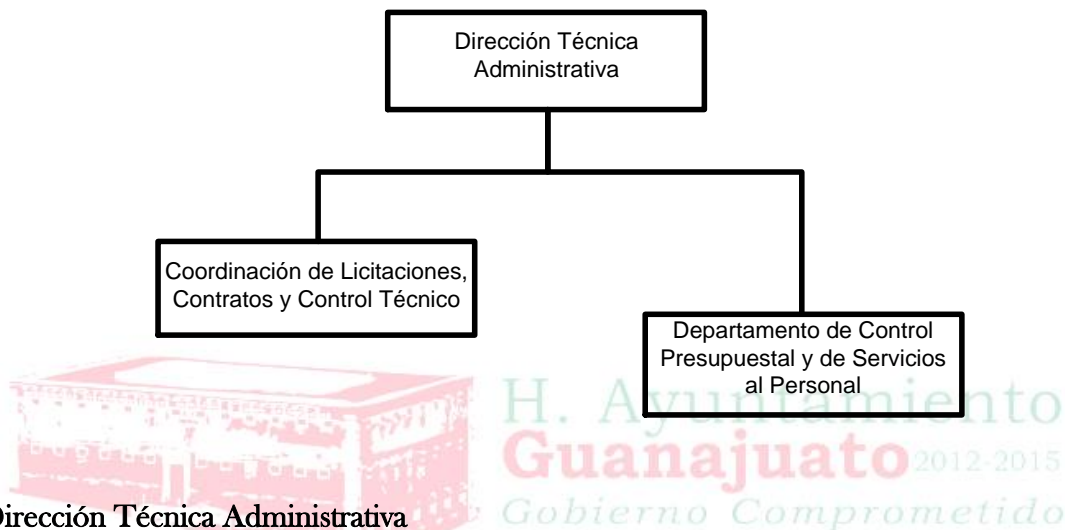 Dirección Técnica
Administrativa
Coordinación de Licitaciones,
Contratos y Control Técnico
Departamento de Control
Presupuestal y de Servicios
al Personal
H. Ayuntamiento
Guanajuato 2012-2015
Gobierno Comprometido
Dirección Técnica Administrativa